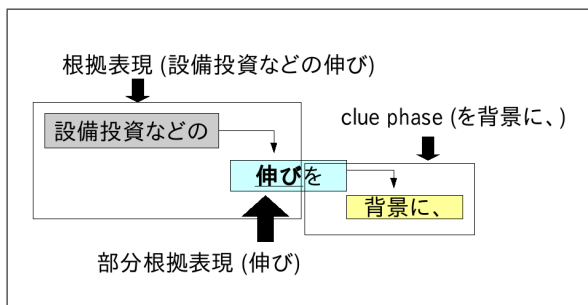 根拠表現 (設備投資などの伸び)
clue phase (を背景に、)
設備投資などの
伸びを
背景に、
部分根拠表現 (伸び)